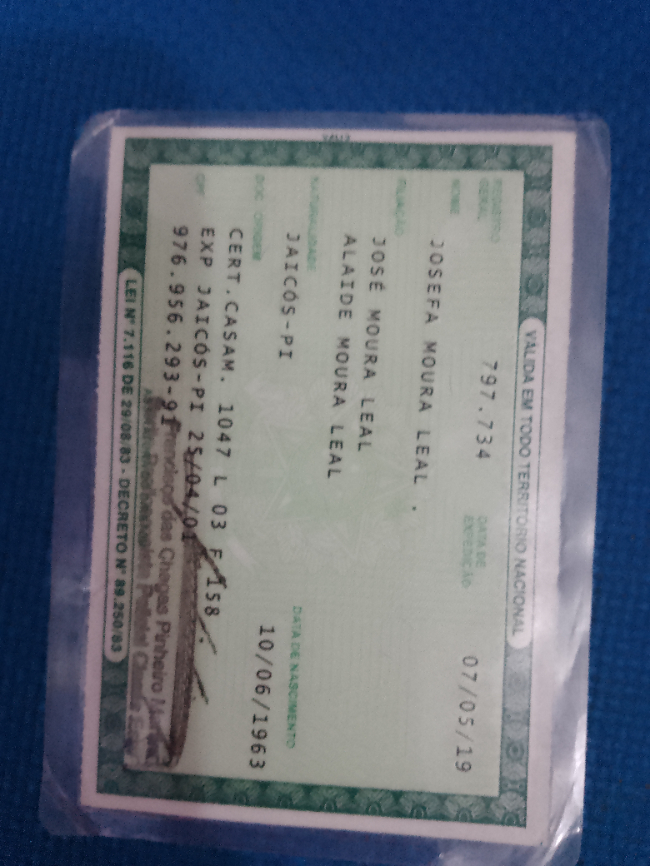 VÁLIDA EM TODO TERRITÓRIO NACIONAL
REGISTRO GERAL 797.734 DATA DE EXPEDIÇÃO 07/05/19
NOME
JOSEFA MOURA LEAL .
FILIAÇÃO
JOSÉ MOURA LEAL
ALAIDE MOURA LEAL
NATURALIDADE DATA DE NASCIMENTO
JAICÓS-PI 10/06/1963
DOC. ORIGEM
CERT.CASAM. 1047 L 03 F 158
EXP JAICÓS-PI 25/04/01
CPF 976.956.293-91
Francisco das Chagas Pinheiro
LEI Nº 7.116 DE 29/08/83 - DECRETO Nº 89.250/83